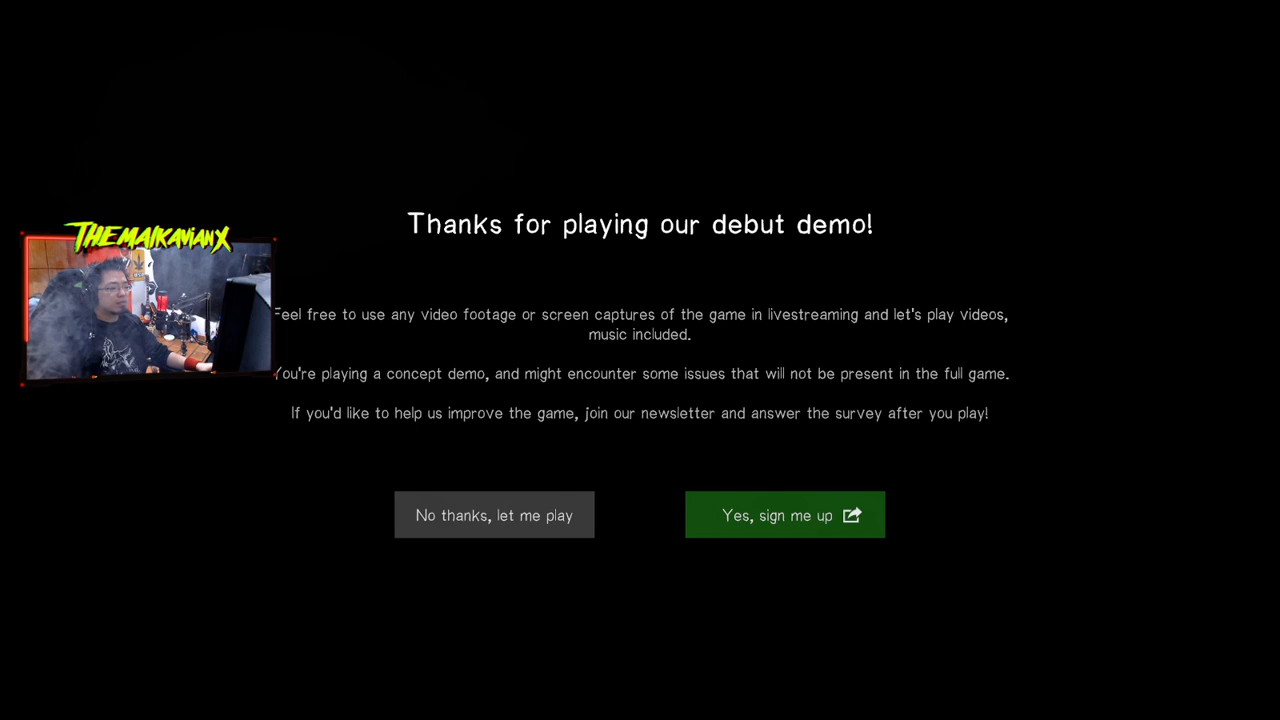 Thanks for playing our debut demo!
THEMALKAVIANX
Feel free to use any video footage or screen captures of the game in livestreaming and let's play videos,
music included.
You're playing a concept demo, and might encounter some issues that will not be present in the full game.
If you'd like to help us improve the game, join our newsletter and answer the survey after you play!
No thanks, let me play
Yes, sign me up